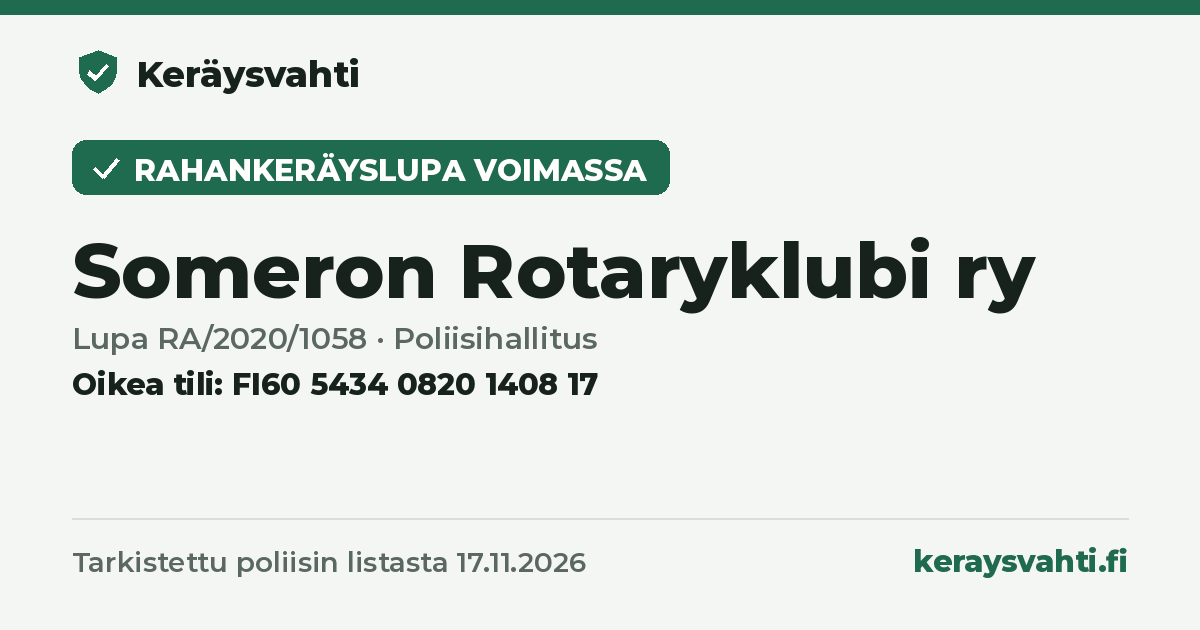 Keräysvahti
RAHANKERÄYSLUPA VOIMASSA
Someron Rotaryklubi ry
Lupa RA/2020/1058 · Poliisihallitus
Oikea tili: FI60 5434 0820 1408 17
Tarkistettu poliisin listasta 17.11.2026
keraysvahti.fi